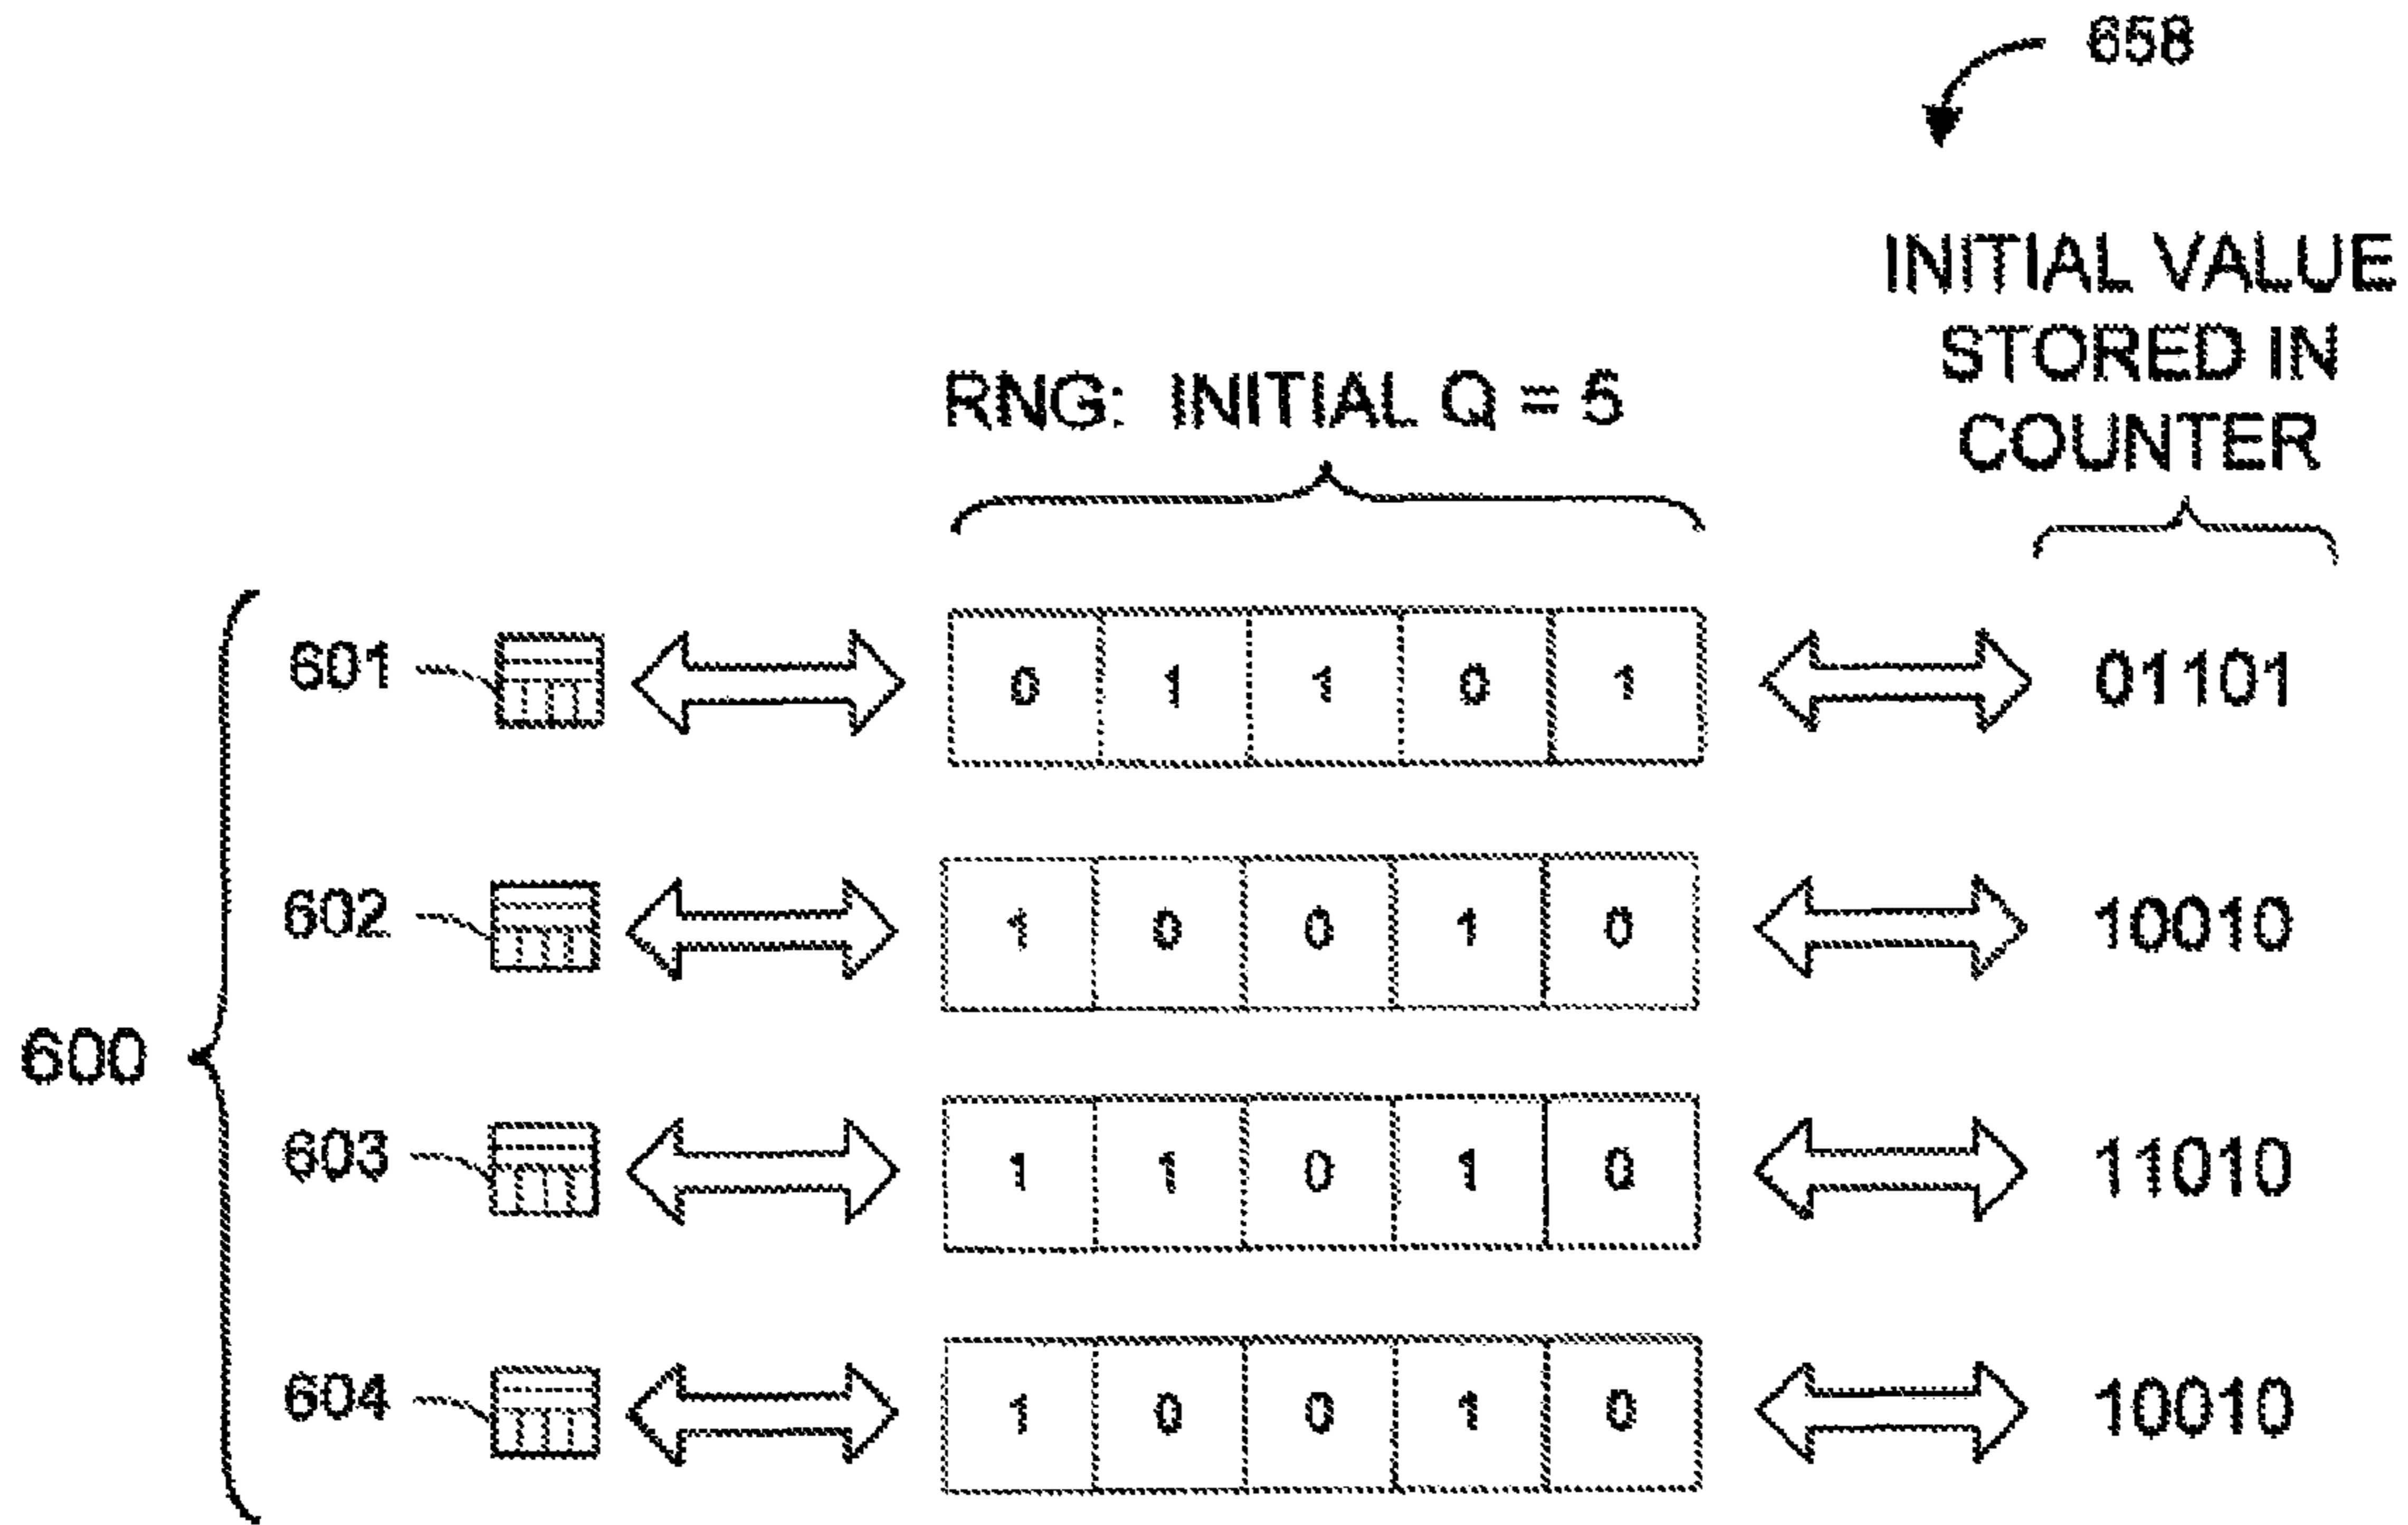 658
INITIAL VALUE
STORED IN
COUNTER
RNG: INITIAL Q = 5
601 0 1 1 0 1 01101
602 1 0 0 1 0 10010
600
603 1 1 0 1 0 11010
604 1 0 0 1 0 10010